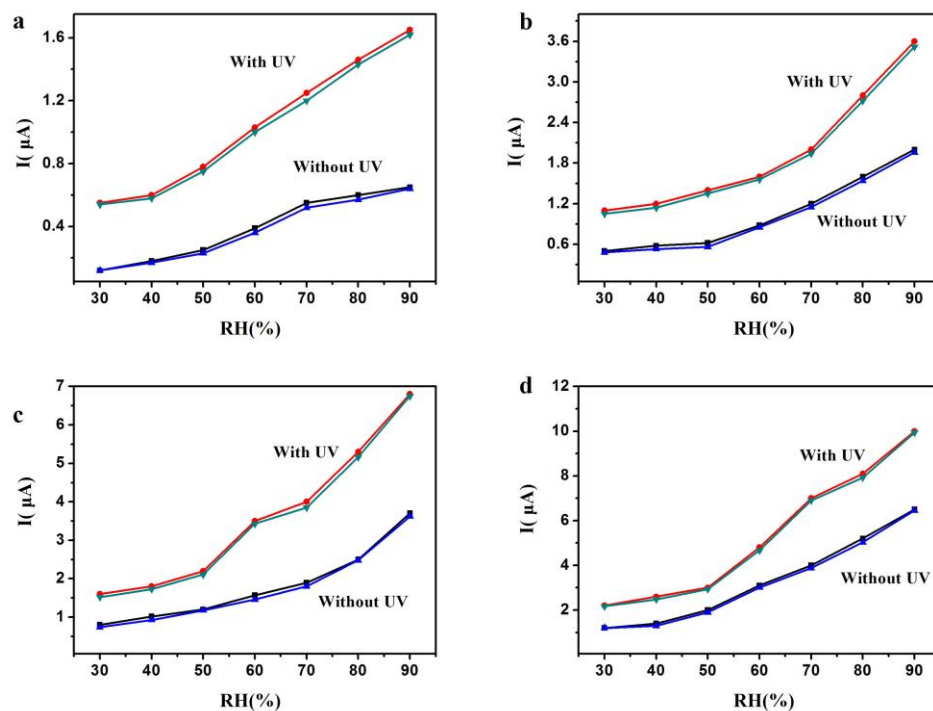 a
I( μA)
1.6
1.2
0.8
0.4
With UV
Without UV
30 40 50 60 70 80 90
RH(%)
b
I( μA)
3.6
3.0
2.4
1.8
1.2
0.6
With UV
Without UV
30 40 50 60 70 80 90
RH(%)
c
I( μA)
7
6
5
4
3
2
1
With UV
Without UV
30 40 50 60 70 80 90
RH(%)
d
I( μA)
12
10
8
6
4
2
With UV
Without UV
30 40 50 60 70 80 90
RH(%)